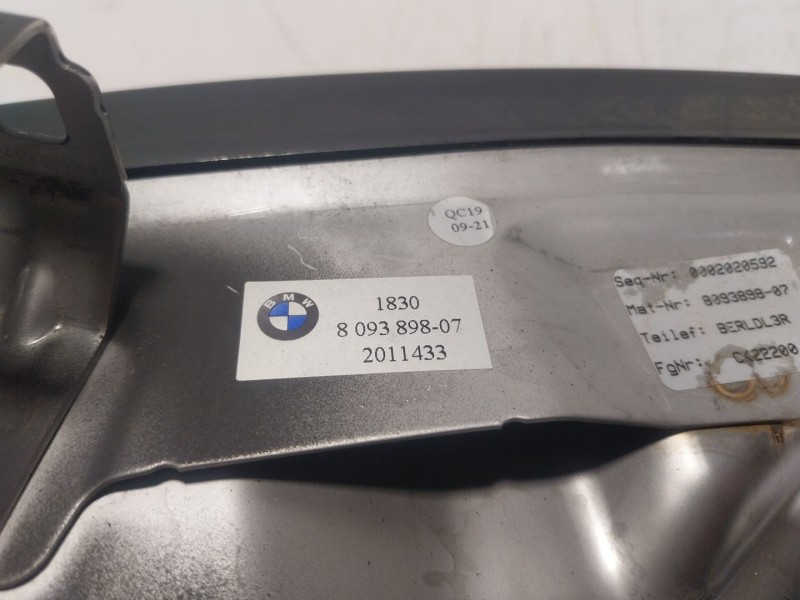 QC19
09-21
BMW
1830
8 093 898-07
2011433
Seq-Nr: 0002020592
Mat-Nr: 8093898-07
Teilef: BERLDL3R
FgNr: C422200